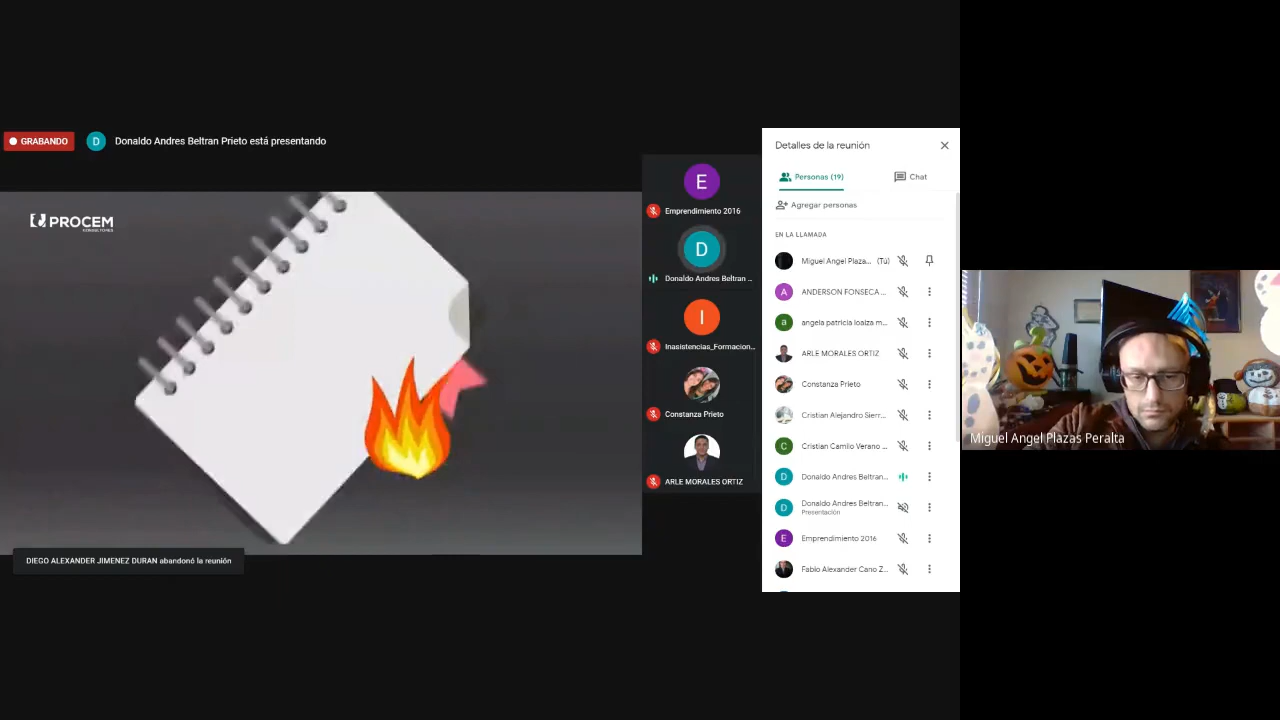 GRABANDO
D
Donaldo Andres Beltran Prieto está presentando
PROCEM
DIEGO ALEXANDER JIMENEZ DURAN abandonó la reunión
E
Emprendimiento 2016
D
Donaldo Andres Beltran ...
I
Inasistencias_Formacion...
Constanza Prieto
ARLE MORALES ORTIZ
Detalles de la reunión
Personas (19)
Chat
Agregar personas
EN LA LLAMADA
Miguel Angel Plaza... (Tú)
A ANDERSON FONSECA ...
a angela patricia loaiza m...
ARLE MORALES ORTIZ
Constanza Prieto
Cristian Alejandro Sierr...
C Cristian Camilo Verano ...
D Donaldo Andres Beltran...
D Donaldo Andres Beltran...
Presentación
E Emprendimiento 2016
Fabio Alexander Cano Z...
Miguel Angel Plazas Peralta